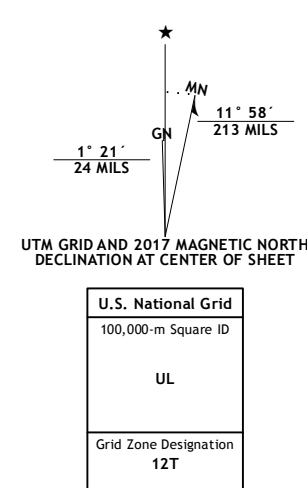 ★
MN
GN
11° 58´
213 MILS
1° 21´
24 MILS
UTM GRID AND 2017 MAGNETIC NORTH
DECLINATION AT CENTER OF SHEET
U.S. National Grid
100,000-m Square ID
UL
Grid Zone Designation
12T